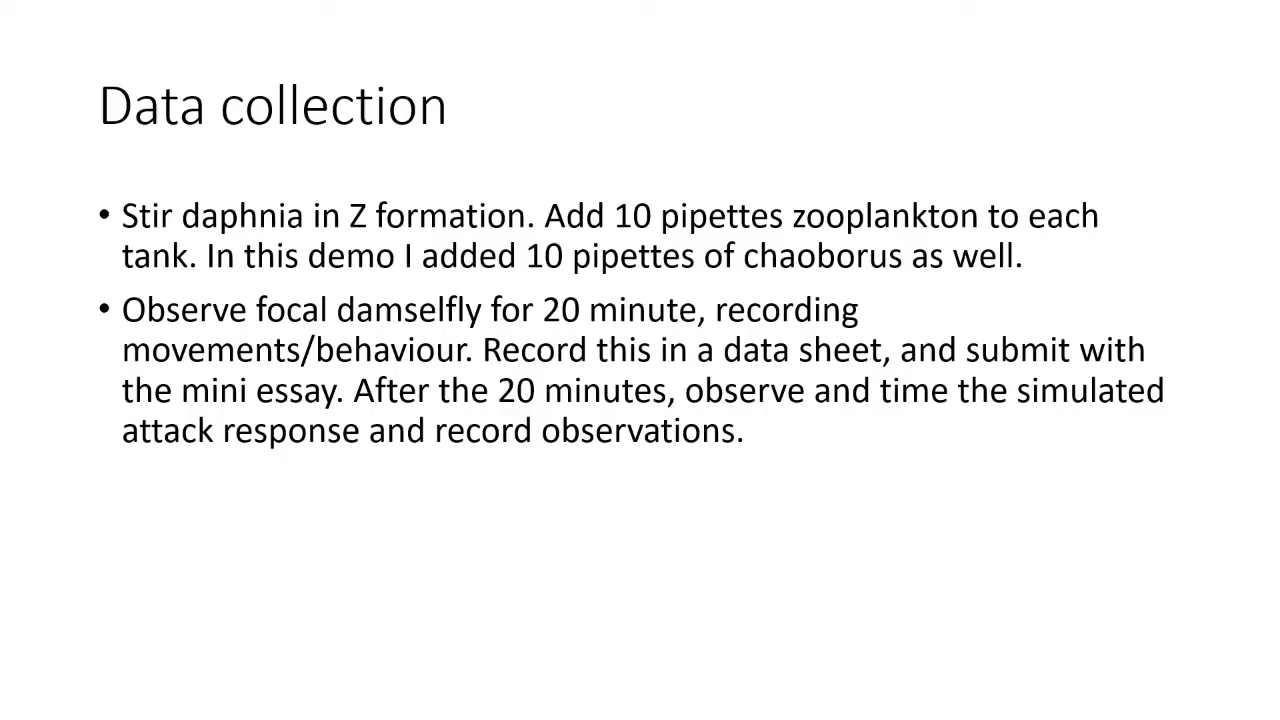 Data collection
• Stir daphnia in Z formation. Add 10 pipettes zooplankton to each
tank. In this demo I added 10 pipettes of chaoborus as well.
• Observe focal damselfly for 20 minute, recording
movements/behaviour. Record this in a data sheet, and submit with
the mini essay. After the 20 minutes, observe and time the simulated
attack response and record observations.